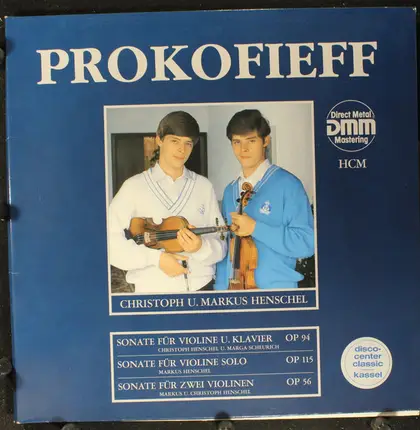 PROKOFIEFF
Direct Metal
DMM
Mastering
HCM
CHRISTOPH U. MARKUS HENSCHEL
SONATE FÜR VIOLINE U. KLAVIER OP 94
CHRISTOPH HENSCHEL U. MARGA SCHEURICH
SONATE FÜR VIOLINE SOLO OP 115
MARKUS HENSCHEL
SONATE FÜR ZWEI VIOLINEN OP 56
MARKUS U. CHRISTOPH HENSCHEL
disco-
center
classic
kassel